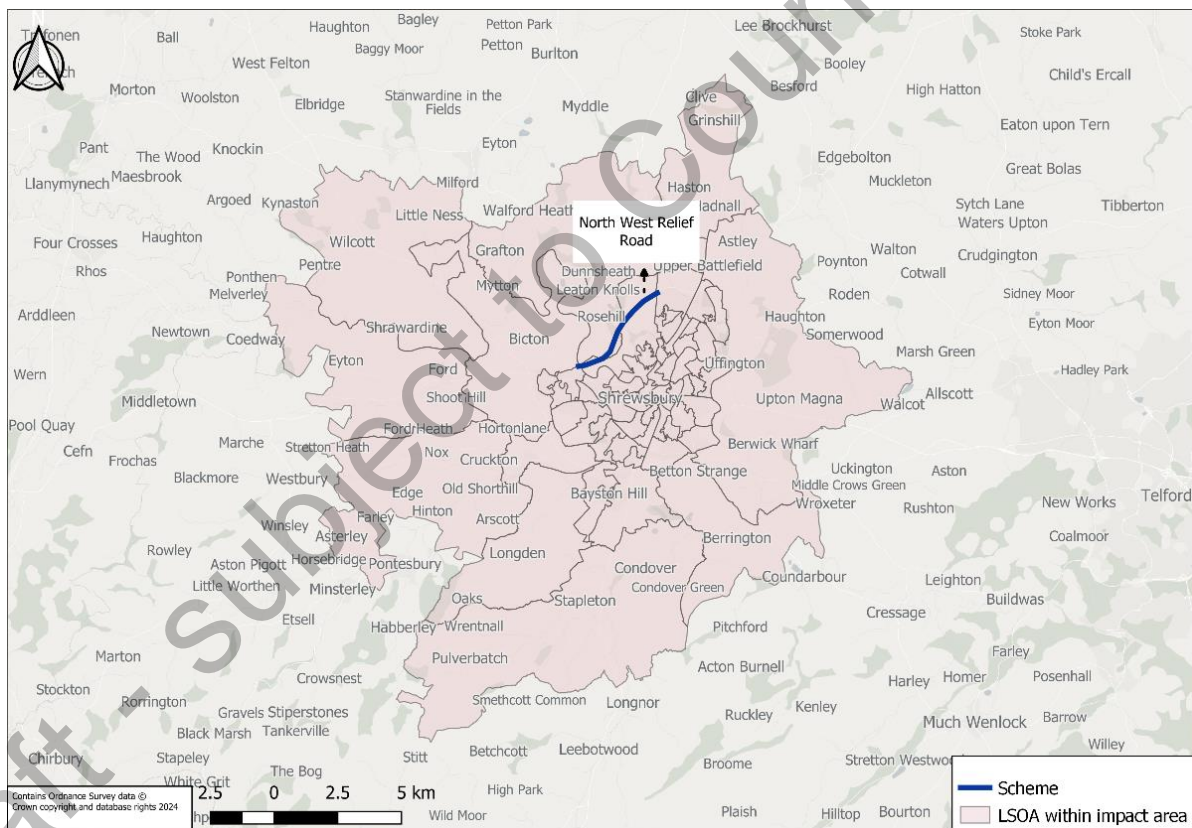 Haughton
Bagley
Petton Park
Lee Brockhurst
Stoke Park
Ball
Baggy Moor
Petton
Burlton
West Felton
Booley
Child's Ercall
Morton
Woolston
Elbridge
Stanwardine in the
Fields
Myddle
Clive
Besford
High Hatton
Grinshill
Eaton upon Tern
Pant
The Wood
Knockin
Eyton
Edgebolton
Great Bolas
Llanymynech
Maesbrook
Milford
Haston
Muckleton
Argoed
Kynaston
Little Ness
Walford Heath
Sytch Lane
Tibberton
North West Relief
Road
Waters Upton
Four Crosses
Haughton
Wilcott
Grafton
Astley
Walton
Crudgington
Rhos
Pentre
Dunnsheath
Upper Battlefield
Poynton
Cotwall
Ponthen
Melverley
Mytton
Leaton Knolls
Roden
Sidney Moor
Arddleen
Rosehill
Haughton
Somerwood
Eyton Moor
Newtown
Coedway
Shrawardine
Bicton
Wern
Eyton
Ford
Uffington
Marsh Green
Hadley Park
Middletown
Shoot Hill
Shrewsbury
Upton Magna
Walcot
Allscott
Pool Quay
Ford Heath
Hortonlane
Cefn
Marche
Stretton Heath
Nox
Cruckton
Berwick Wharf
Frochas
Blackmore
Westbury
Betton Strange
Uckington
Aston
Edge
Old Shorthill
Bayston Hill
Middle Crows Green
Telford
Hinton
Wroxeter
Rushton
New Works
Winsley
Farley
Arscott
Asterley
Berrington
Coalmoor
Rowley
Aston Pigott
Horsebridge
Pontesbury
Longden
Condover
Coundarbour
Little Worthen
Minsterley
Condover Green
Leighton
Oaks
Stapleton
Buildwas
Etsell
Habberley
Wrentnall
Pitchford
Cressage
Marton
Pulverbatch
Acton Burnell
Farley
Stockton
Crowsnest
Harley
Homer
Posenhall
Rorrington
Smethcott Common
Longnor
Kenley
Gravels
Stiperstones
Ruckley
Much Wenlock
Barrow
Black Marsh
Tankerville
Chirbury
Stapeley
Stitt
Betchcott
Leebotwood
Willey
White Grit
The Bog
Broome
High Park
Wild Moor
Plaish
Hilltop
Bourton
Contains Ordnance Survey data ©
Crown copyright and database rights 2024
2.5 0 2.5 5 km
Scheme
LSOA within impact area
Subject to